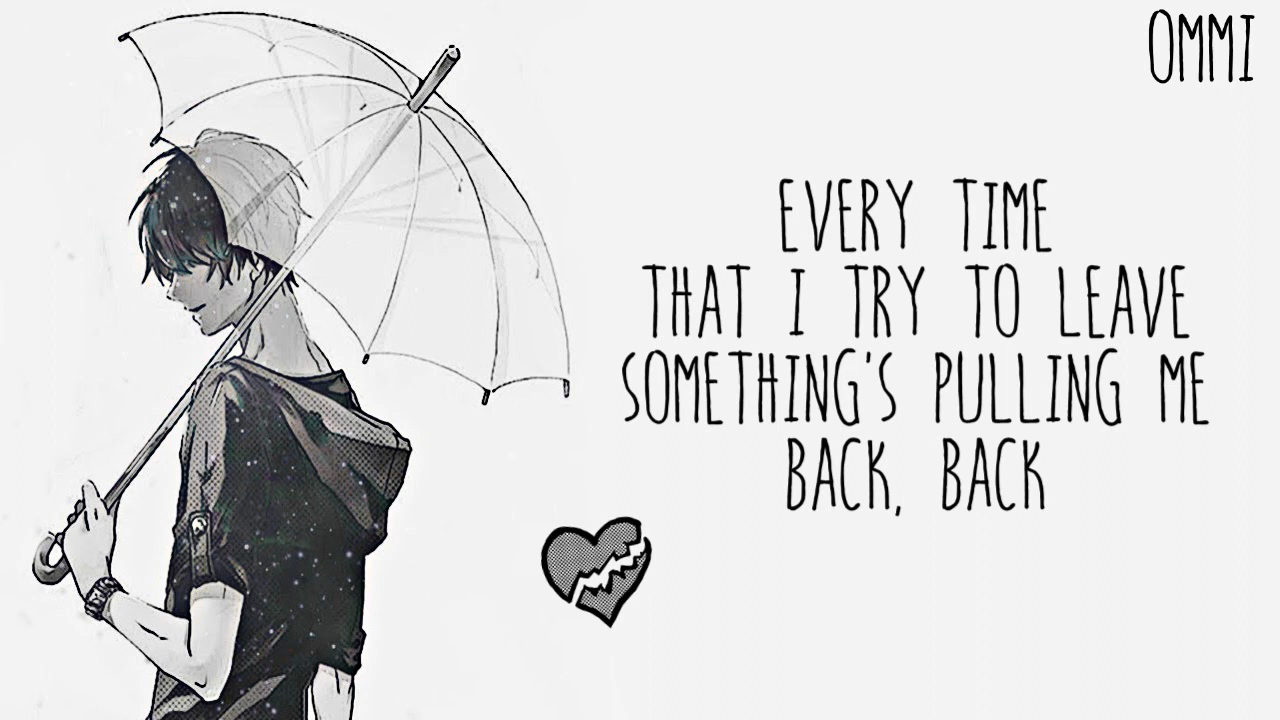 OMMI
EVERY TIME
THAT I TRY TO LEAVE
SOMETHING'S PULLING ME
BACK, BACK